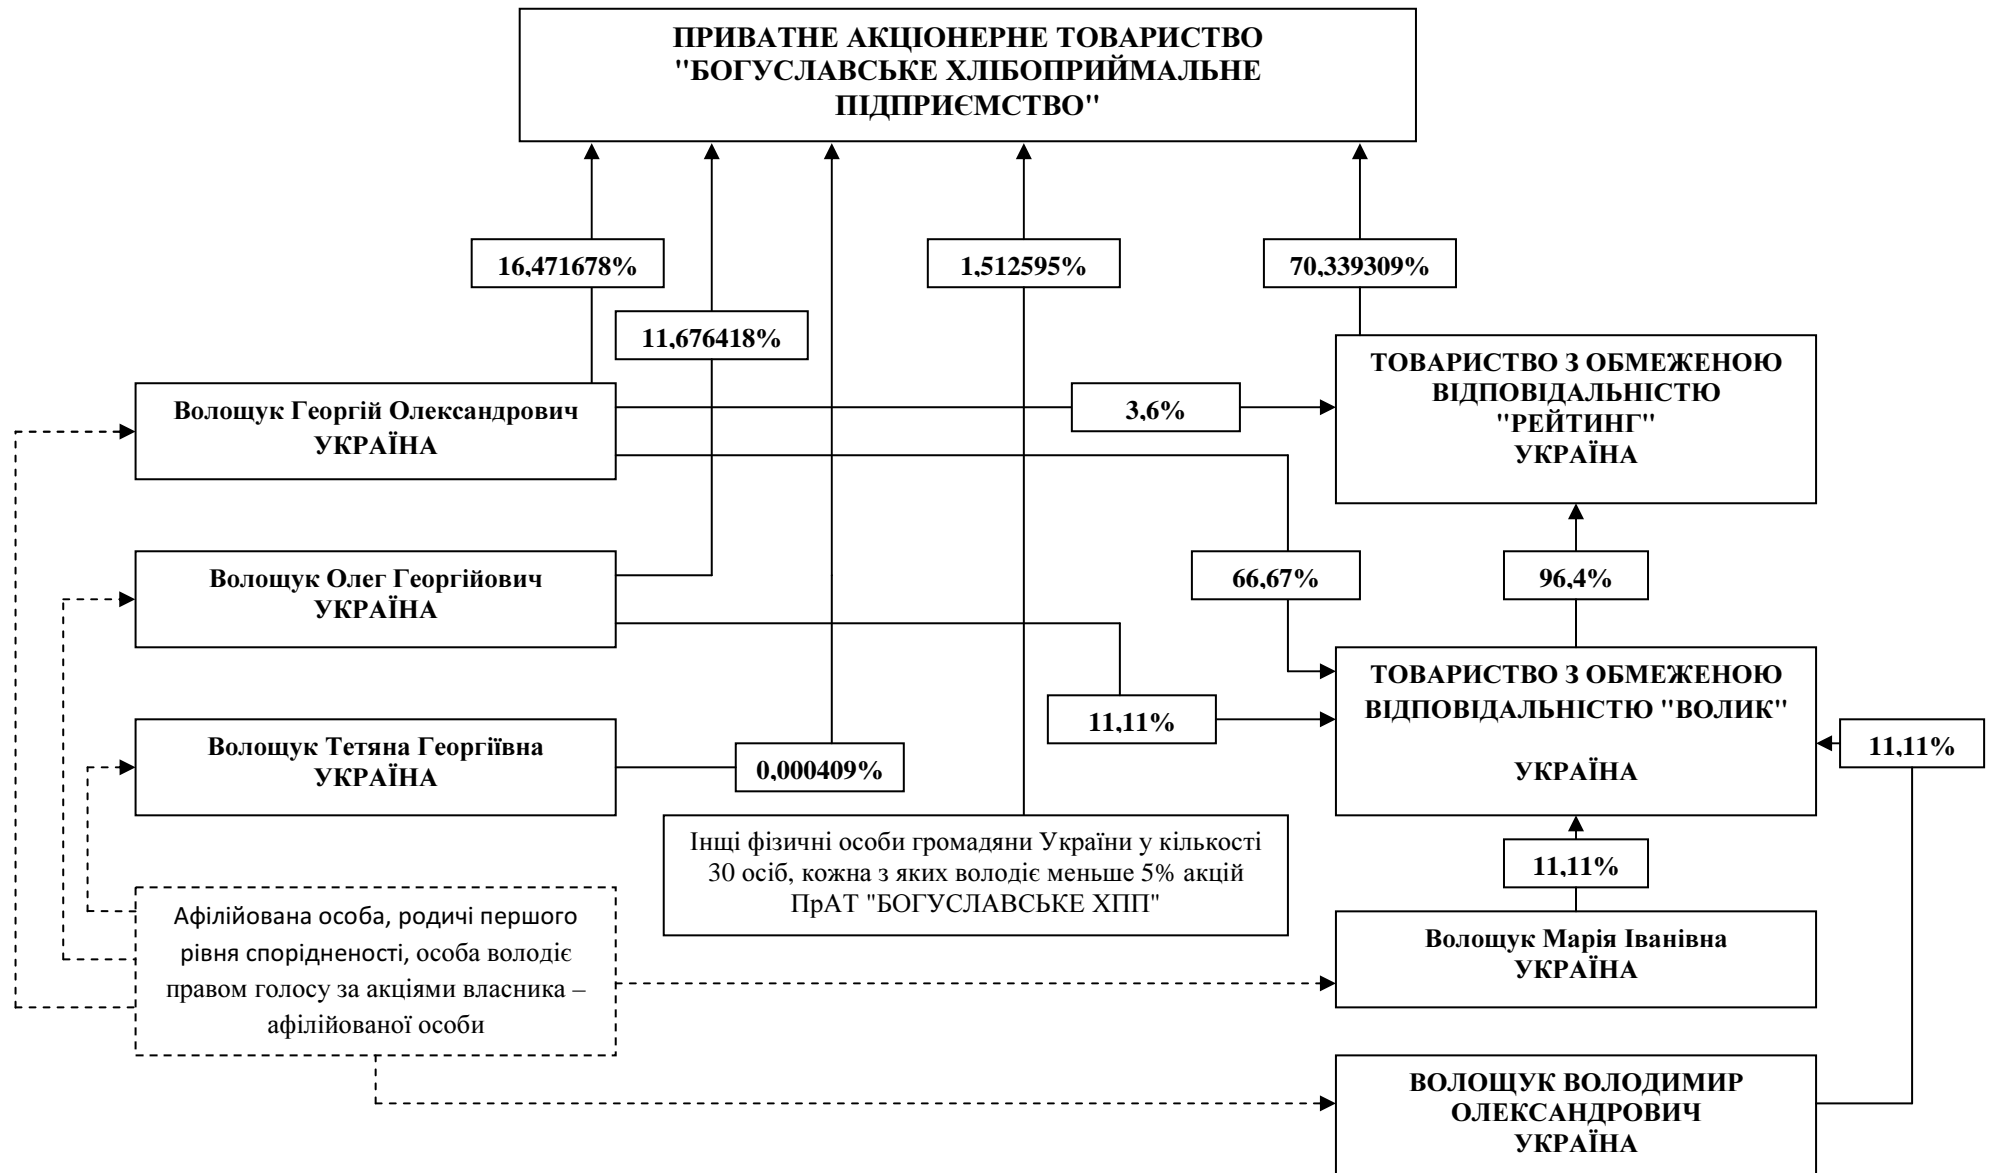 ПРИВАТНЕ АКЦІОНЕРНЕ ТОВАРИСТВО
"БОГУСЛАВСЬКЕ ХЛІБОПРИЙМАЛЬНЕ
ПІДПРИЄМСТВО"
16,471678%
1,512595%
70,339309%
11,676418%
ТОВАРИСТВО З ОБМЕЖЕНОЮ
ВІДПОВІДАЛЬНІСТЮ
"РЕЙТИНГ"
УКРАЇНА
Волощук Георгій Олександрович
УКРАЇНА
3,6%
Волощук Олег Георгійович
УКРАЇНА
66,67%
96,4%
ТОВАРИСТВО З ОБМЕЖЕНОЮ
ВІДПОВІДАЛЬНІСТЮ "ВОЛИК"
УКРАЇНА
11,11%
11,11%
Волощук Тетяна Георгіївна
УКРАЇНА
0,000409%
Інщі фізичні особи громадяни України у кількості
30 осіб, кожна з яких володіє меньше 5% акцій
ПрАТ "БОГУСЛАВСЬКЕ ХПП"
11,11%
Афілійована особа, родичі першого
рівня спорідненості, особа володіє
правом голосу за акціями власника –
афілійованої особи
Волощук Марія Іванівна
УКРАЇНА
ВОЛОЩУК ВОЛОДИМИР
ОЛЕКСАНДРОВИЧ
УКРАЇНА